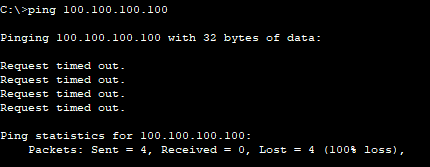 C:\>ping 100.100.100.100
Pinging 100.100.100.100 with 32 bytes of data:
Request timed out.
Request timed out.
Request timed out.
Request timed out.
Ping statistics for 100.100.100.100:
Packets: Sent = 4, Received = 0, Lost = 4 (100% loss),